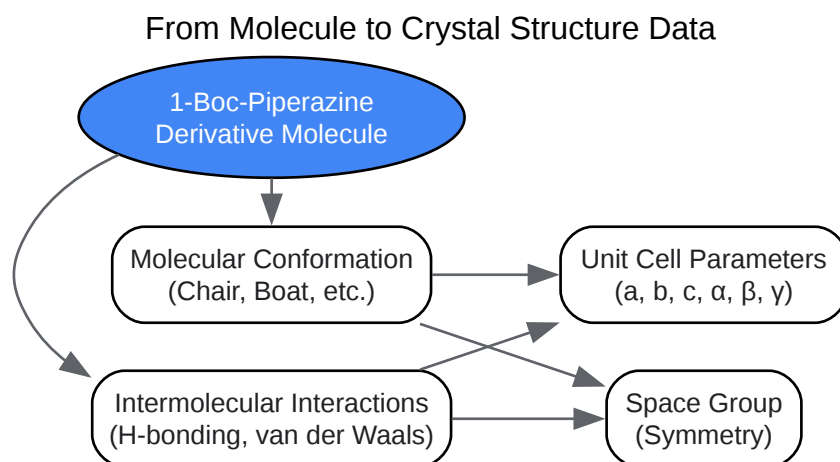 From Molecule to Crystal Structure Data
1-Boc-Piperazine
Derivative Molecule
Molecular Conformation
(Chair, Boat, etc.)
Unit Cell Parameters
(a, b, c, α, β, γ)
Intermolecular Interactions
(H-bonding, van der Waals)
Space Group
(Symmetry)